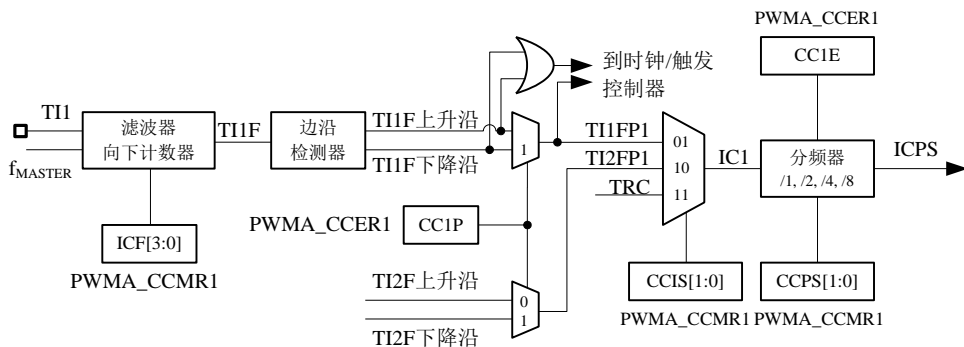 PWMA_CCER1
CC1E
到时钟/触发
控制器
TI1
f_MASTER
滤波器
向下计数器
TI1F
边沿
检测器
TI1F上升沿
TI1F下降沿
1
TI1FP1
TI2FP1
TRC
01
10
11
IC1
分频器
/1, /2, /4, /8
ICPS
PWMA_CCER1
CC1P
ICF[3:0]
PWMA_CCMR1
TI2F上升沿
TI2F下降沿
0
1
CCIS[1:0]
PWMA_CCMR1
CCPS[1:0]
PWMA_CCMR1